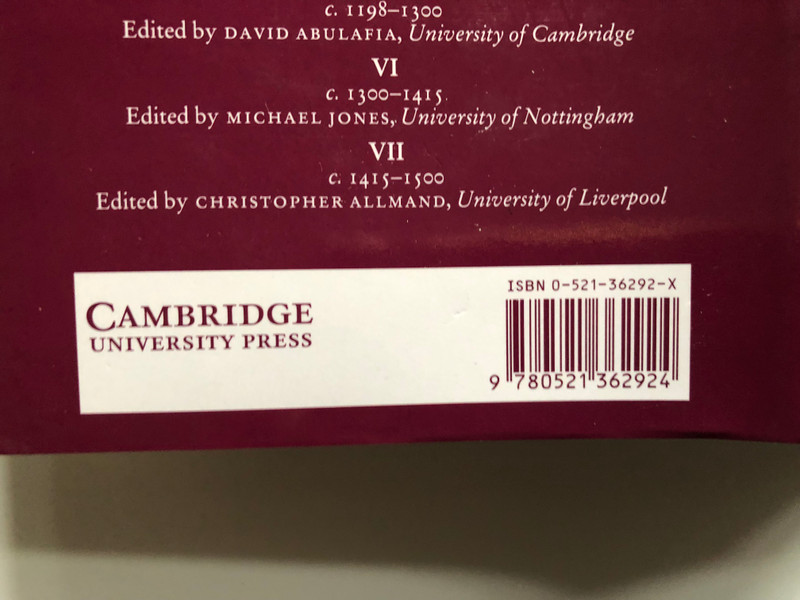 c. 1198–1300
Edited by DAVID ABULAFIA, University of Cambridge
VI
c. 1300–1415
Edited by MICHAEL JONES, University of Nottingham
VII
c. 1415–1500
Edited by CHRISTOPHER ALLMAND, University of Liverpool
CAMBRIDGE
UNIVERSITY PRESS
ISBN 0-521-36292-X
9 780521 362924